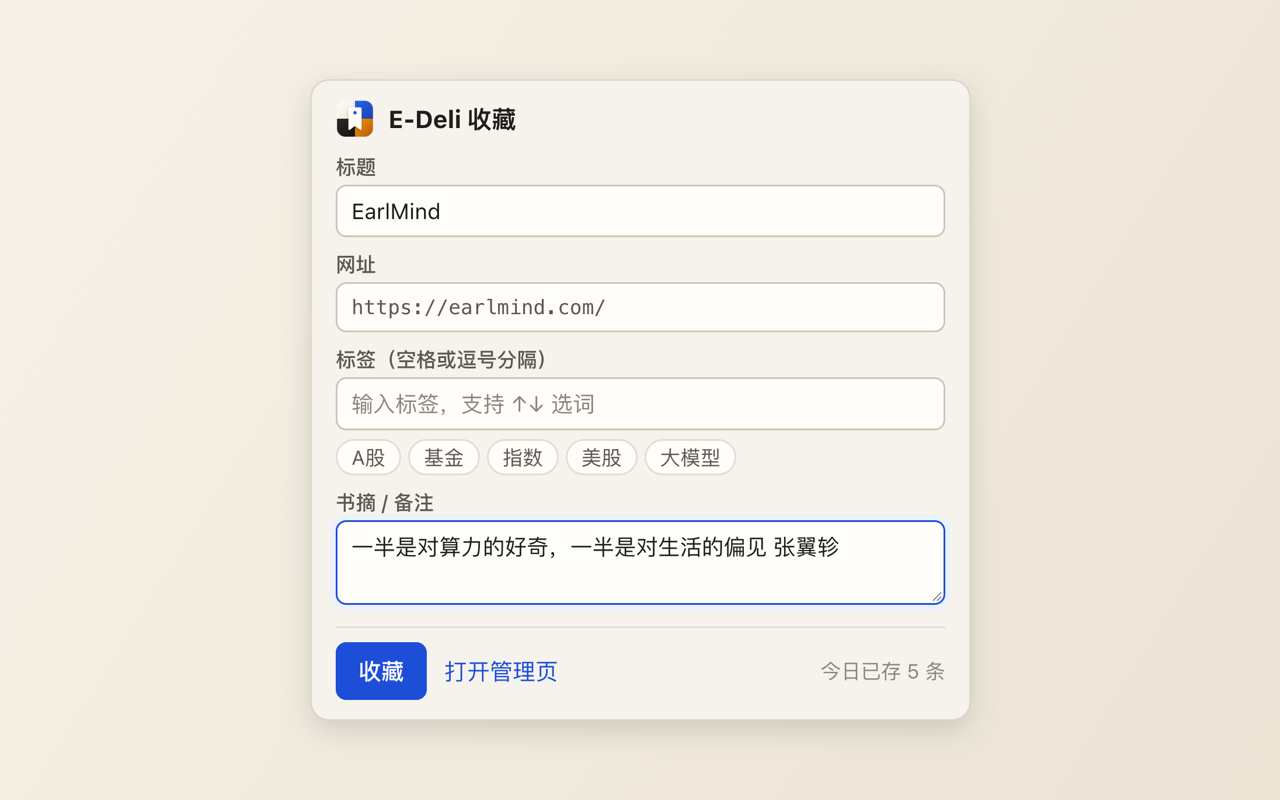 E-Deli 收藏
标题
EarlMind
网址
https://earlmind.com/
标签（空格或逗号分隔）
输入标签，支持 ↑↓ 选词
A股 基金 指数 美股 大模型
书摘 / 备注
一半是对算力的好奇，一半是对生活的偏见 张翼轸
收藏 打开管理页 今日已存 5 条